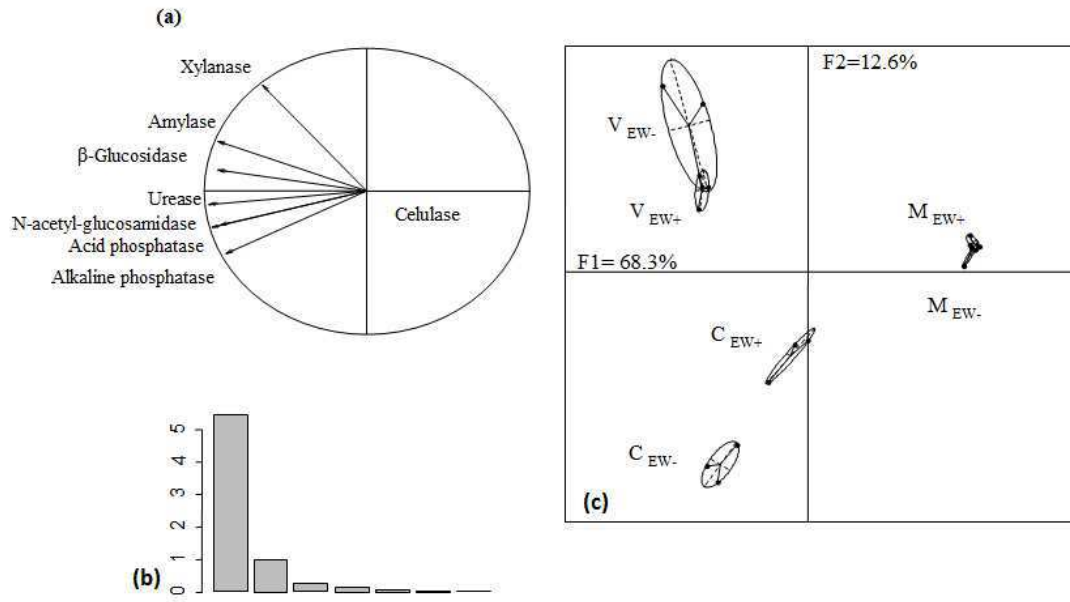 (a)
Xylanase
Amylase
β-Glucosidase
Urease
N-acetyl-glucosamidase
Acid phosphatase
Alkaline phosphatase
Celulase
(b)
5
4
3
2
1
0
F2=12.6%
V EW-
V EW+
M EW+
F1= 68.3%
M EW-
C EW+
C EW-
(c)